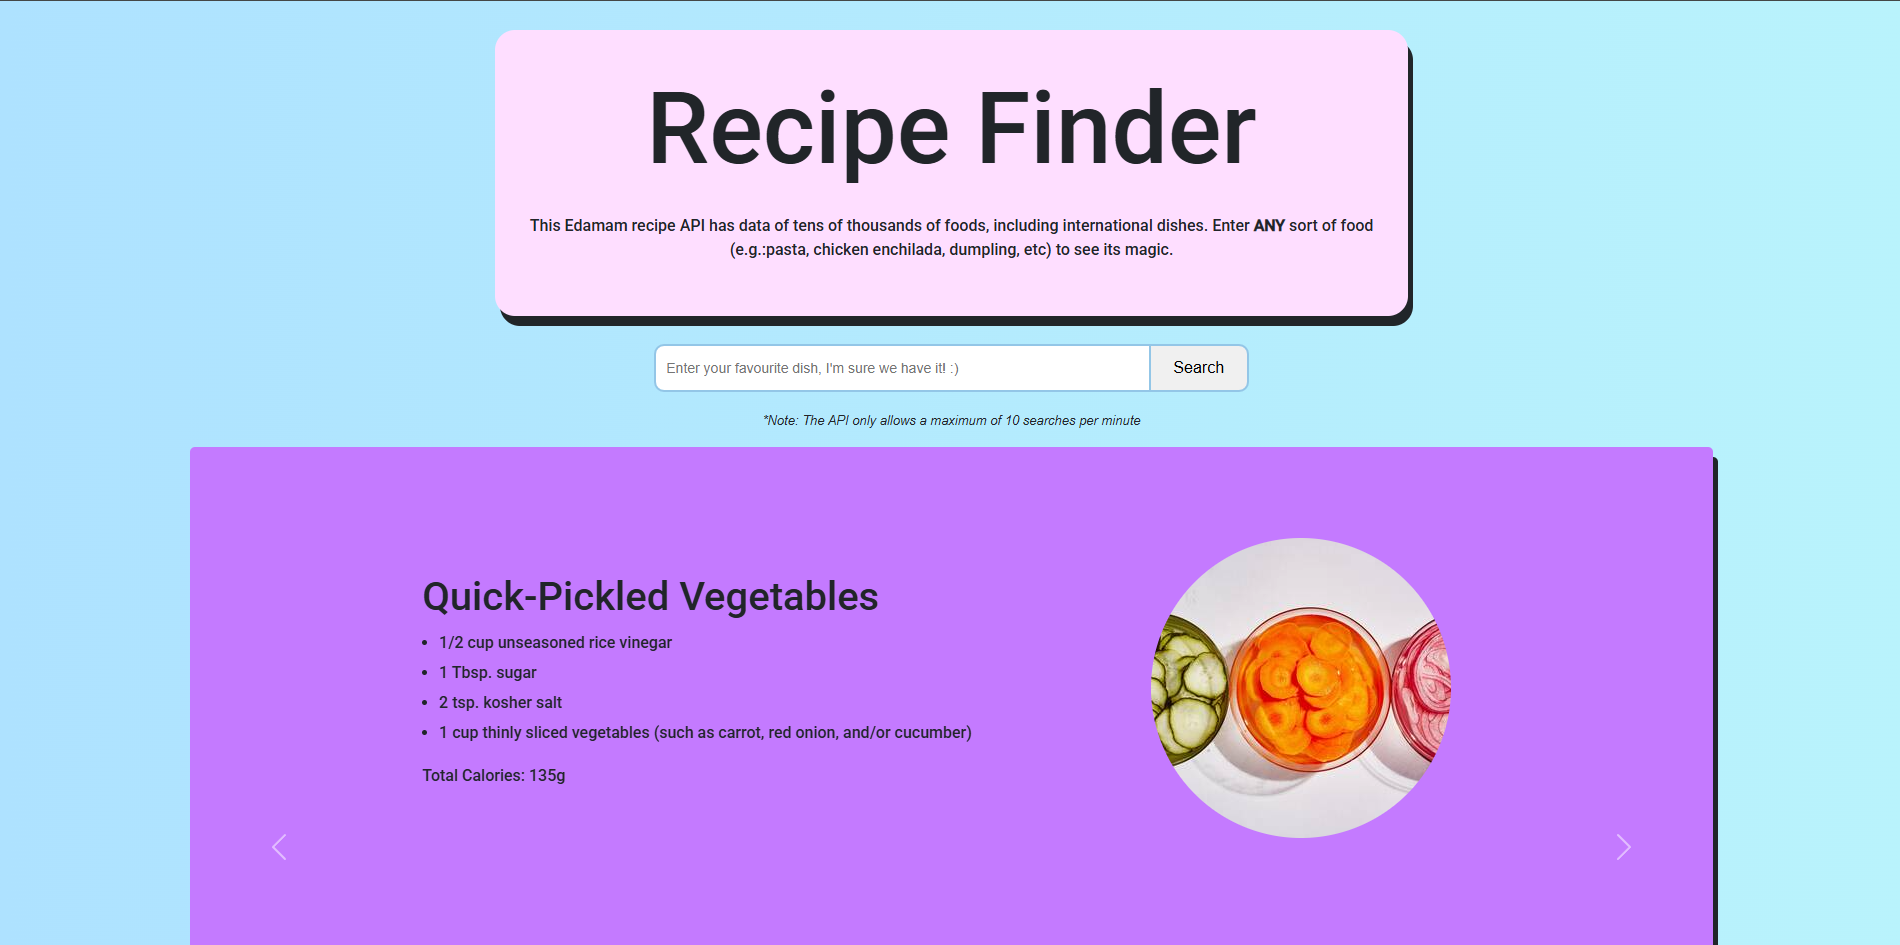 Recipe Finder
This Edamam recipe API has data of tens of thousands of foods, including international dishes. Enter ANY sort of food
(e.g.:pasta, chicken enchilada, dumpling, etc) to see its magic.
Enter your favourite dish, I'm sure we have it! :)
Search
*Note: The API only allows a maximum of 10 searches per minute
Quick-Pickled Vegetables
• 1/2 cup unseasoned rice vinegar
• 1 Tbsp. sugar
• 2 tsp. kosher salt
• 1 cup thinly sliced vegetables (such as carrot, red onion, and/or cucumber)
Total Calories: 135g